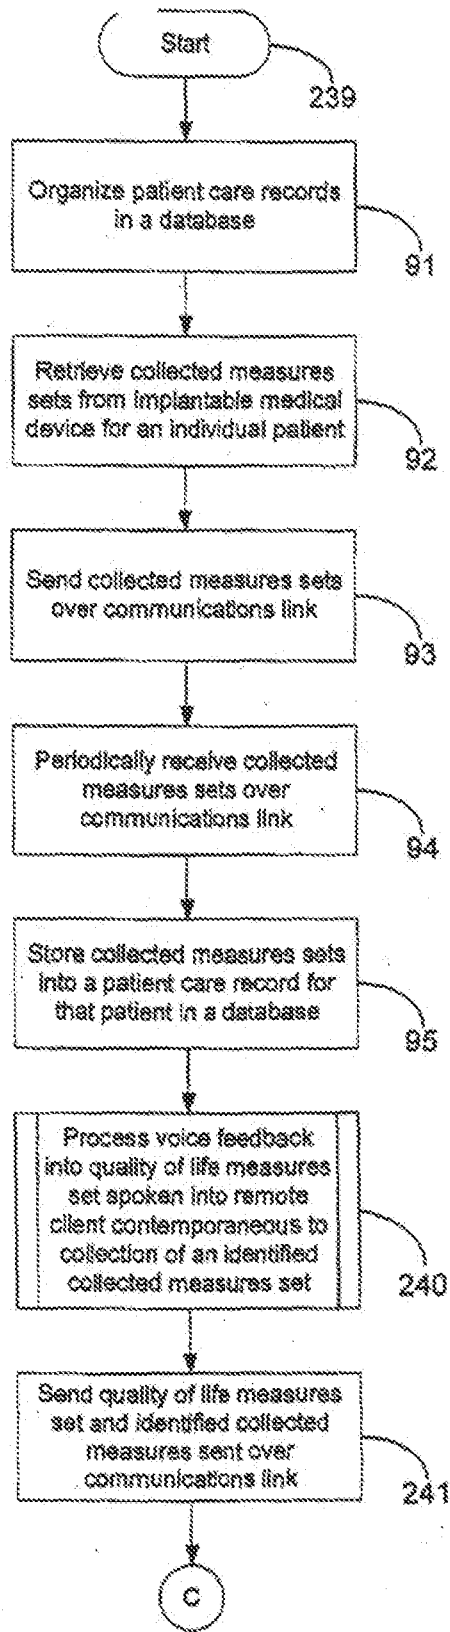 Start
239
Organize patient care records
in a database
91
Retrieve collected measures
sets from implantable medical
device for an individual patient
92
Send collected measures sets
over communications link
93
Periodically receive collected
measures sets over
communications link
94
Store collected measures sets
into a patient care record for
that patient in a database
95
Process voice feedback
into quality of life measures
set spoken into remote
client contemporaneous to
collection of an identified
collected measures set
240
Send quality of life measures
set and identified collected
measures sent over
communications link
241
C